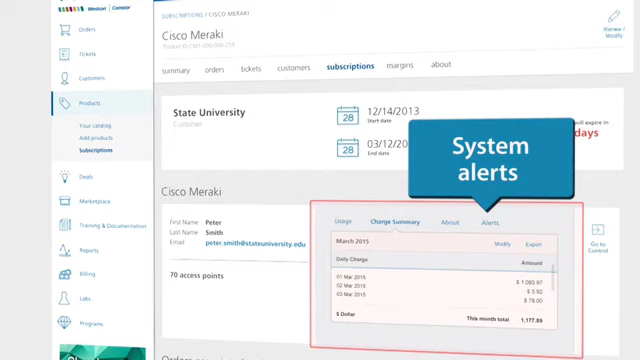 Westcon | Comstor
SUBSCRIPTIONS / CISCO MERAKI
Cisco Meraki
Renew /
Modify
Orders
Tickets
Customers
Products
Your catalog
Add products
Subscriptions
Deals
Marketplace
Training & Documentation
Reports
Billing
Labs
Programs
summary orders tickets customers subscriptions margins about
State University
Customer
28
12/14/2013
Start date
28
03/12/20
End date
will expire in
days
System
alerts
Cisco Meraki
First Name Peter
Last Name Smith
Email peter.smith@stateuniversity.edu
70 access points
Usage Charge Summary About Alerts
March 2015 Modify Export
Daily Charge Amount
01 Mar 2015 $ 1,093.97
02 Mar 2015 $ 5.92
03 Mar 2015 $ 78.00
$ Dollar This month total 1,177.89
Go to
Control